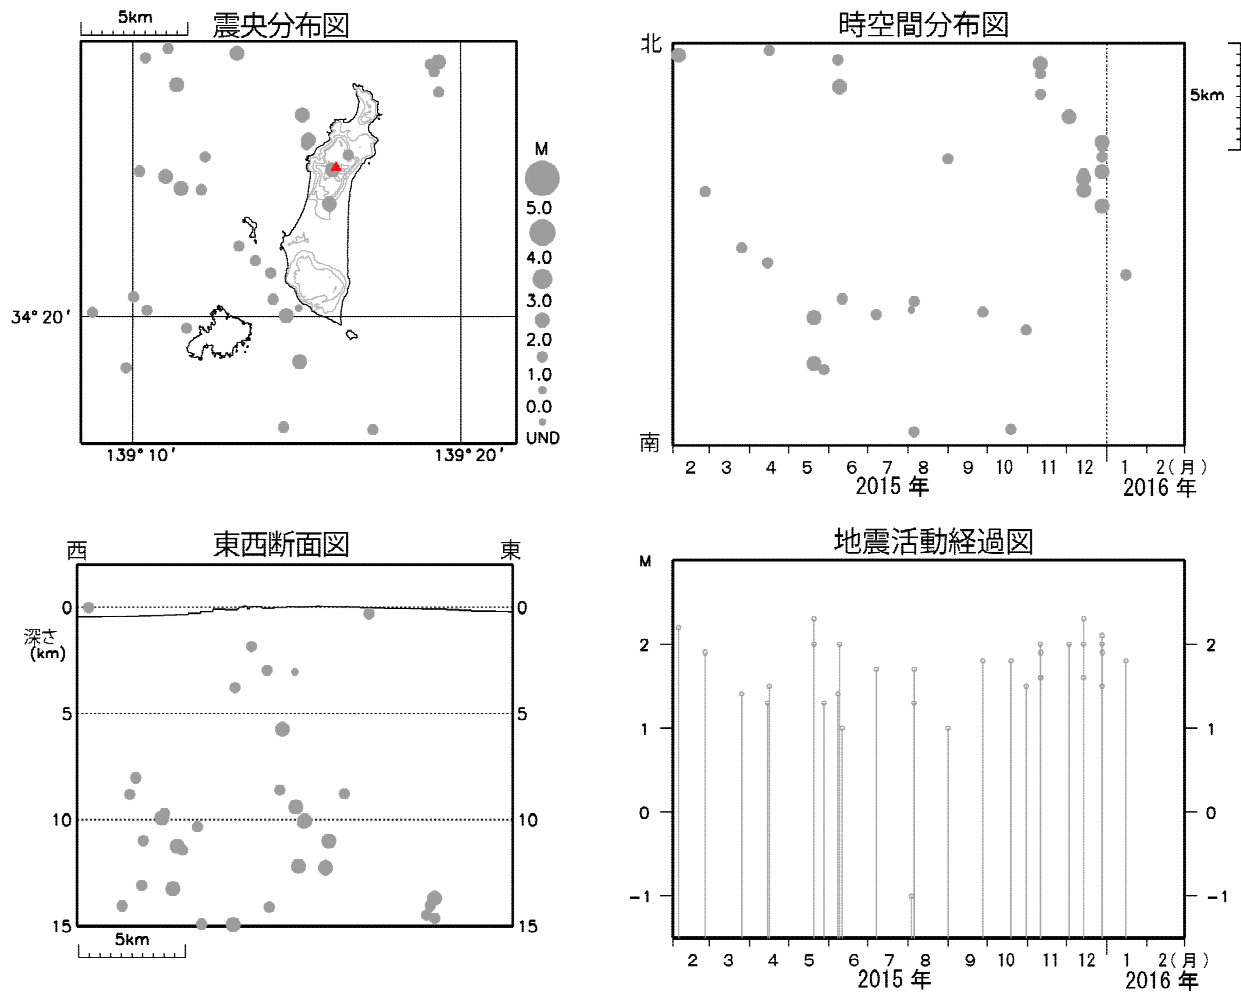 5km
震央分布図
M
5.0
4.0
3.0
2.0
1.0
0.0
UND
34° 20′
139° 10′
139° 20′
時空間分布図
北
南
5km
2 3 4 5 6 7 8 9 10 11 12 1 2(月)
2015 年 2016 年
東西断面図
西 東
0 0
深さ
(km)
5 5
10 10
15 15
5km
地震活動経過図
M
2 2
1 1
0 0
-1 -1
2 3 4 5 6 7 8 9 10 11 12 1 2(月)
2015 年 2016 年